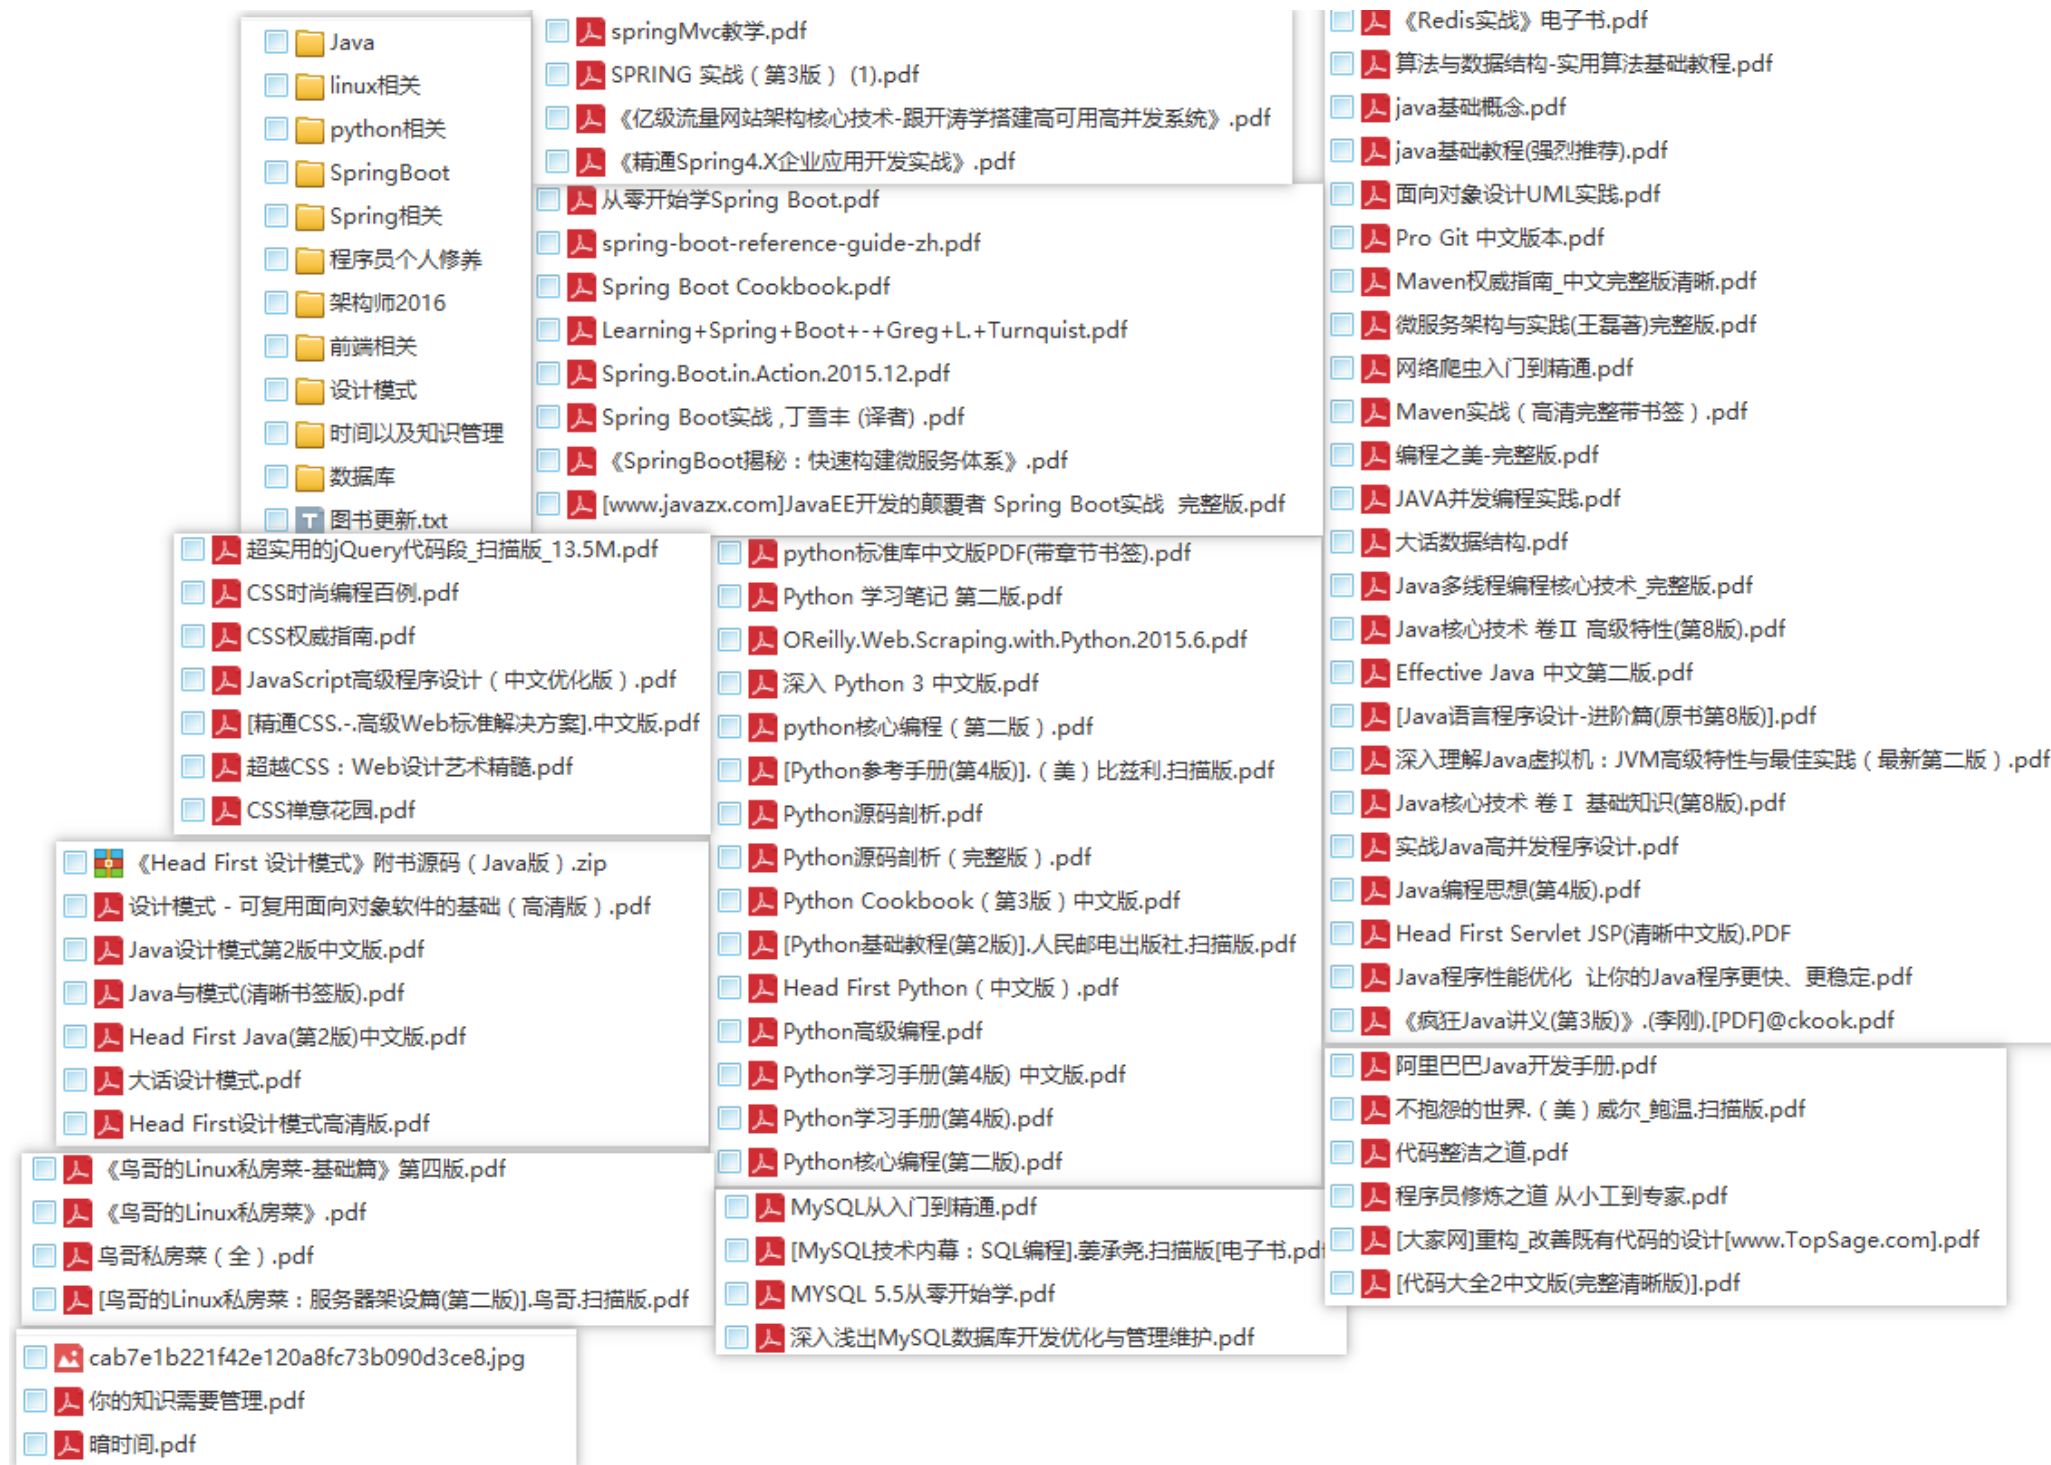 Java
linux相关
python相关
SpringBoot
Spring相关
程序员个人修养
架构师2016
前端相关
设计模式
时间以及知识管理
数据库
图书更新.txt
springMvc教学.pdf
SPRING 实战（第3版） (1).pdf
《亿级流量网站架构核心技术-跟开涛学搭建高可用高并发系统》.pdf
《精通Spring4.X企业应用开发实战》.pdf
从零开始学Spring Boot.pdf
spring-boot-reference-guide-zh.pdf
Spring Boot Cookbook.pdf
Learning+Spring+Boot+-+Greg+L.+Turnquist.pdf
Spring.Boot.in.Action.2015.12.pdf
Spring Boot实战 ,丁雪丰 (译者) .pdf
《SpringBoot揭秘：快速构建微服务体系》.pdf
[www.javazx.com]JavaEE开发的颠覆者 Spring Boot实战  完整版.pdf
超实用的jQuery代码段_扫描版_13.5M.pdf
CSS时尚编程百例.pdf
CSS权威指南.pdf
JavaScript高级程序设计（中文优化版）.pdf
[精通CSS.-.高级Web标准解决方案].中文版.pdf
超越CSS：Web设计艺术精髓.pdf
CSS禅意花园.pdf
《Head First 设计模式》附书源码（Java版）.zip
设计模式 - 可复用面向对象软件的基础（高清版）.pdf
Java设计模式第2版中文版.pdf
Java与模式(清晰书签版).pdf
Head First Java(第2版)中文版.pdf
大话设计模式.pdf
Head First设计模式高清版.pdf
《鸟哥的Linux私房菜-基础篇》第四版.pdf
《鸟哥的Linux私房菜》.pdf
鸟哥私房菜（全）.pdf
[鸟哥的Linux私房菜：服务器架设篇(第二版)].鸟哥.扫描版.pdf
cab7e1b221f42e120a8fc73b090d3ce8.jpg
你的知识需要管理.pdf
暗时间.pdf
python标准库中文版PDF(带章节书签).pdf
Python 学习笔记 第二版.pdf
OReilly.Web.Scraping.with.Python.2015.6.pdf
深入 Python 3 中文版.pdf
python核心编程（第二版）.pdf
[Python参考手册(第4版)].（美）比兹利.扫描版.pdf
Python源码剖析.pdf
Python源码剖析（完整版）.pdf
Python Cookbook（第3版）中文版.pdf
[Python基础教程(第2版)].人民邮电出版社.扫描版.pdf
Head First Python（中文版）.pdf
Python高级编程.pdf
Python学习手册(第4版) 中文版.pdf
Python学习手册(第4版).pdf
Python核心编程(第二版).pdf
MySQL从入门到精通.pdf
[MySQL技术内幕：SQL编程].姜承尧.扫描版[电子书.pdf
MYSQL 5.5从零开始学.pdf
深入浅出MySQL数据库开发优化与管理维护.pdf
《Redis实战》电子书.pdf
算法与数据结构-实用算法基础教程.pdf
java基础概念.pdf
java基础教程(强烈推荐).pdf
面向对象设计UML实践.pdf
Pro Git 中文版本.pdf
Maven权威指南_中文完整版清晰.pdf
微服务架构与实践(王磊著)完整版.pdf
网络爬虫入门到精通.pdf
Maven实战（高清完整带书签）.pdf
编程之美-完整版.pdf
JAVA并发编程实践.pdf
大话数据结构.pdf
Java多线程编程核心技术_完整版.pdf
Java核心技术 卷Ⅱ 高级特性(第8版).pdf
Effective Java 中文第二版.pdf
[Java语言程序设计-进阶篇(原书第8版)].pdf
深入理解Java虚拟机：JVM高级特性与最佳实践（最新第二版）.pdf
Java核心技术 卷Ⅰ 基础知识(第8版).pdf
实战Java高并发程序设计.pdf
Java编程思想(第4版).pdf
Head First Servlet JSP(清晰中文版).PDF
Java程序性能优化  让你的Java程序更快、更稳定.pdf
《疯狂Java讲义(第3版)》.(李刚).[PDF]@ckook.pdf
阿里巴巴Java开发手册.pdf
不抱怨的世界.（美）威尔_鲍温.扫描版.pdf
代码整洁之道.pdf
程序员修炼之道 从小工到专家.pdf
[大家网]重构_改善既有代码的设计[www.TopSage.com].pdf
[代码大全2中文版(完整清晰版)].pdf